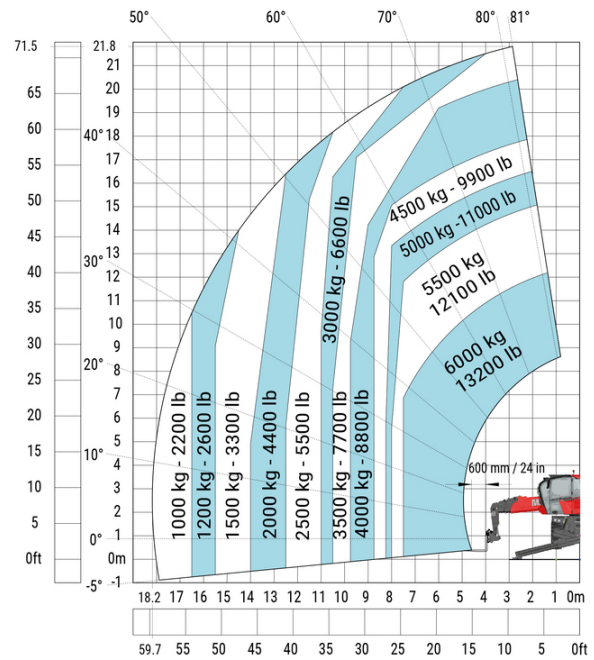 50° 60° 70° 80° 81°
71.5 21.8
21
65 20
19
60 40° 18
17
55 16
50 15
14
45 13
30° 12
40 11
35 10
30 9
8
25 20° 7
20 6
5
15 4
10° 3
10 2
5 1
0°
0ft 0m
-5° -1
1000 kg - 2200 lb
1200 kg - 2600 lb
1500 kg - 3300 lb
2000 kg - 4400 lb
2500 kg - 5500 lb
3000 kg - 6600 lb
3500 kg - 7700 lb
4000 kg - 8800 lb
4500 kg - 9900 lb
5000 kg -11000 lb
5500 kg
12100 lb
6000 kg
13200 lb
600 mm / 24 in
18.2 17 16 15 14 13 12 11 10 9 8 7 6 5 4 3 2 1 0m
59.7 55 50 45 40 35 30 25 20 15 10 5 0ft